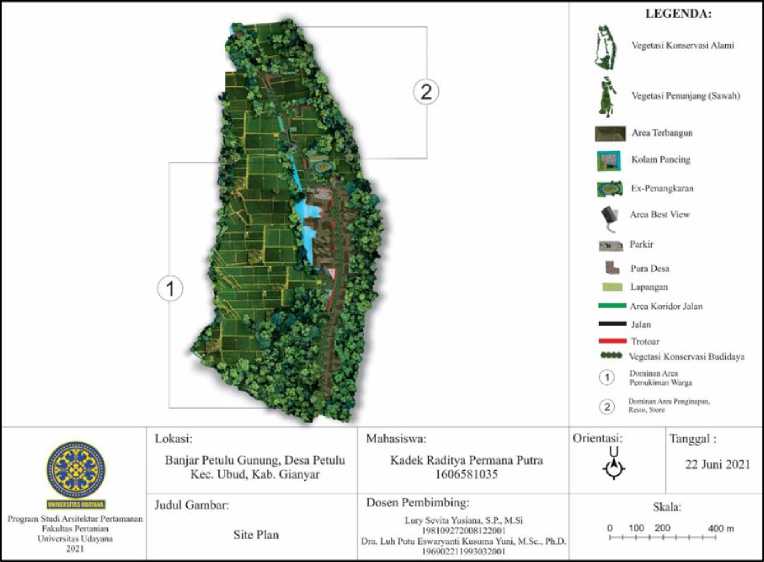 LEGENDA:
Vegetasi Konservasi Alami
Vegetasi Penunjang (Sawah)
Area Terbangun
Kolam Pancing
Ex-Penangkaran
Area Best View
Parkir
Pura Desa
Lapangan
Area Koridor Jalan
Jalan
Trotoar
Vegetasi Konservasi Budidaya
1
Dominan Area
Pemukiman Warga
2
Dominan Area Penginapan,
Resto, Store
2
1
UNIVERSITAS UDAYANA
Program Studi Arsitektur Pertamanan
Fakultas Pertanian
Universitas Udayana
2021
Lokasi:
Banjar Petulu Gunung, Desa Petulu
Kec. Ubud, Kab. Gianyar
Judul Gambar:
Site Plan
Mahasiswa:
Kadek Raditya Permana Putra
1606581035
Dosen Pembimbing:
Lury Sevita Yusiana, S.P., M.Si
198109272008122001
Dra. Luh Putu Eswaryanti Kusuma Yuni, M.Sc., Ph.D.
196902211993032001
Orientasi:
U
Tanggal :
22 Juni 2021
Skala:
0 100 200 400 m